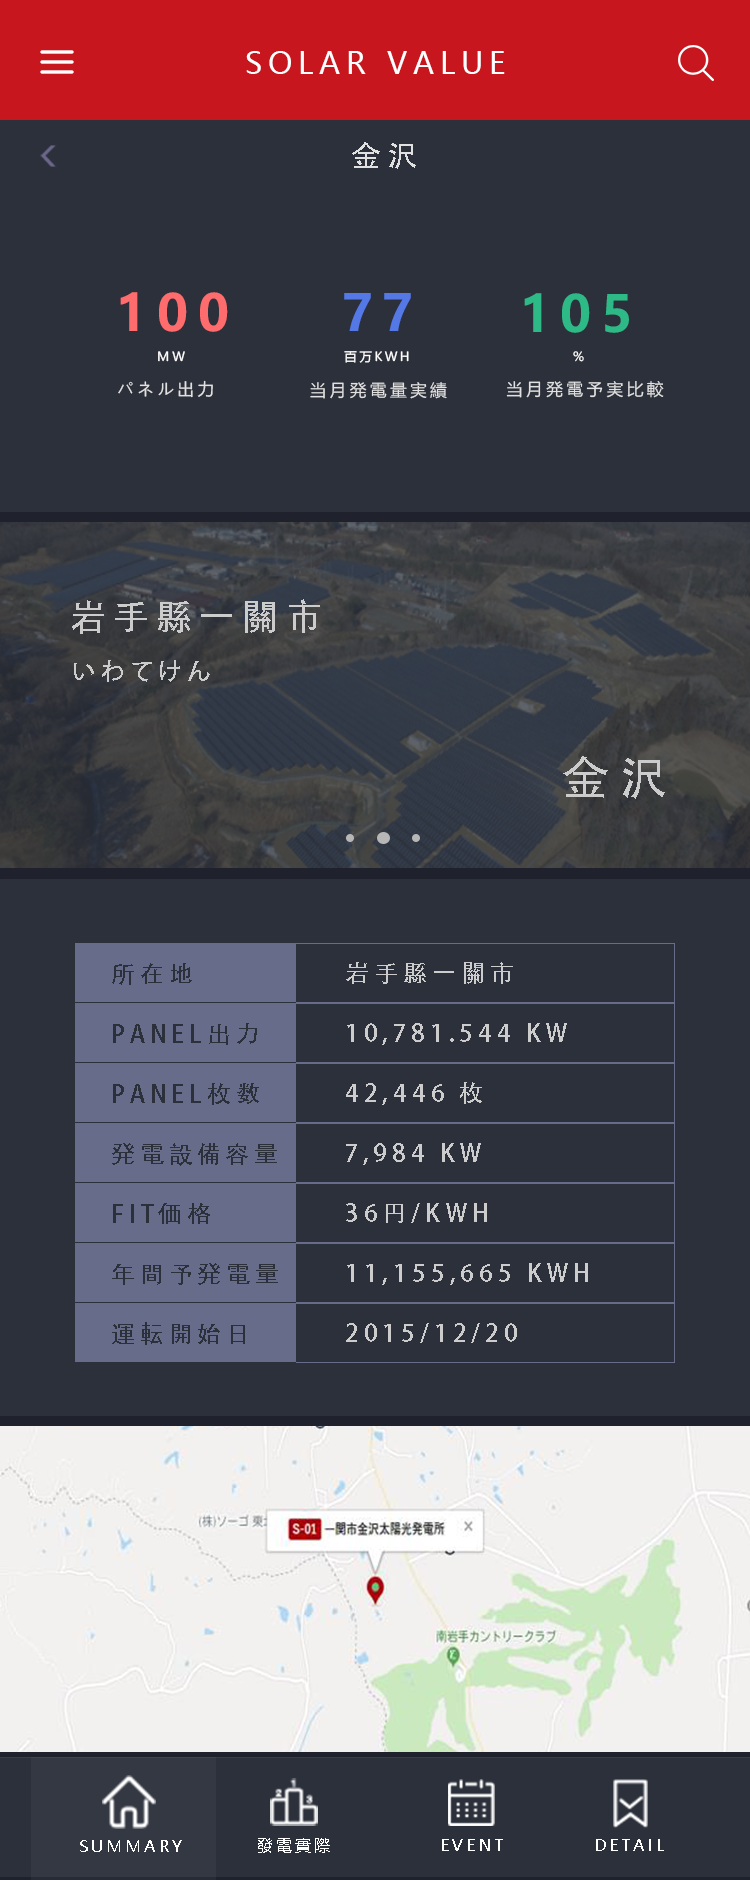 SOLAR VALUE
金沢
100 77 105
MW 百万KWH %
パネル出力 当月発電量実績 当月発電予実比較
岩手縣一關市
いわてけん
金沢
所在地 岩手縣一關市
PANEL出力 10,781.544 KW
PANEL枚数 42,446 枚
発電設備容量 7,984 KW
FIT価格 36円/KWH
年間予発電量 11,155,665 KWH
運転開始日 2015/12/20
(株)ソーゴ 東
S-01 一関市金沢太陽光発電所 ×
南岩手カントリークラブ
2 1 3
SUMMARY 發電實際 EVENT DETAIL